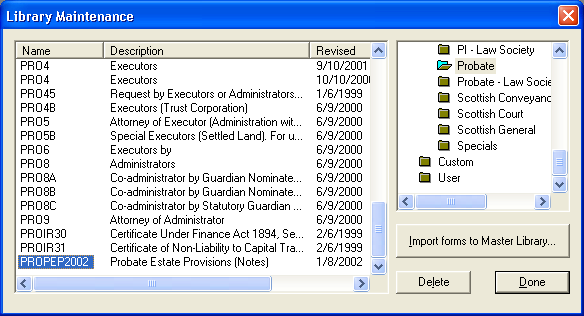 Library Maintenance
Name Description Revised
PRO4 Executors 9/10/2001
PRO4 Executors 10/10/200
PRO45 Request by Executors or Administrators... 1/6/1999
PRO4B Executors (Trust Corporation) 6/9/2000
PRO5 Attorney of Executor (Administration wit... 6/9/2000
PRO5B Special Executors (Settled Land). For u... 6/9/2000
PRO6 Executors by 6/9/2000
PRO8 Administrators 6/9/2000
PRO8A Co-administrator by Guardian Nominate... 6/9/2000
PRO8B Co-administrator by Guardian Nominate... 6/9/2000
PRO8C Co-administrator by Statutory Guardian ... 6/9/2000
PRO9 Attorney of Administrator 6/9/2000
PROIR30 Certificate Under Finance Act 1894, Se... 2/6/1999
PROIR31 Certificate of Non-Liability to Capital Tra... 2/6/1999
PROPEP2002 Probate Estate Provisions (Notes) 1/8/2002
PI - Law Society
Probate
Probate - Law Socie
Scottish Conveyanc
Scottish Court
Scottish General
Specials
Custom
User
Import forms to Master Library...
Delete Done